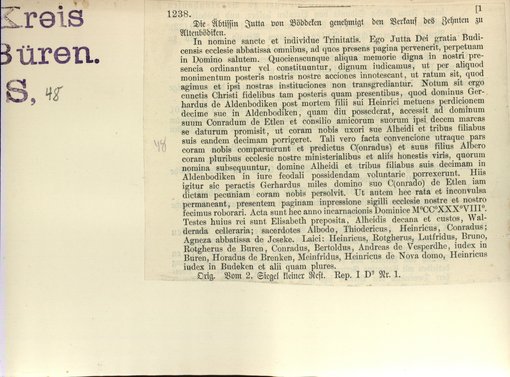 Kreis
Büren.
S, 48
48
[1
1238.
Die Äbtissin Jutta von Böddeken genehmigt den Verkauf des Zehnten zu
Altenböddiken.
In nomine sancte et individue Trinitatis. Ego Jutta Dei gratia Budi-
censis ecclesie abbatissa omnibus, ad quos presens pagina pervenerit, perpetuam
in Domino salutem. Quocienscunque aliqua memorie digna in nostri pre-
sencia ordinantur vel constituuntur, dignum indicamus, ut per aliquod
monimentum posteris nostris nostre acciones innotescant, ut ratum sit, quod
agimus et ipsi nostras instituciones non transgrediantur. Notum sit ergo
cunctis Christi fidelibus tam posteris quam presentibus, quod dominus Ger-
hardus de Aldenbodiken post mortem filii sui Heinrici metuens perdicionem
decime sue in Aldenbodiken, quam diu possederat, accessit ad dominum
suum Conradum de Etlen et consilio amicorum suorum ipsi decem marcas
se daturum promisit, ut coram nobis uxori sue Alheidi et tribus filiabus
suis eandem decimam porrigeret. Tali vero facta convencione utraque pars
coram nobis comparuerunt et predictus C(onradus) et suus filius Albero
coram pluribus ecclesie nostre ministerialibus et aliis honestis viris, quorum
nomina subsequuntur, domine Alheidi et tribus filiabus suis decimam in
Aldenbodiken in iure feodali possidendam voluntarie porrexerunt. Hiis
igitur sic peractis Gerhardus miles domino suo C(onrado) de Etlen iam
dictam pecuniam coram nobis persolvit. Ut autem hec rata et inconvulsa
permaneant, presentem paginam inpressione sigilli ecclesie nostre et nostro
fecimus roborari. Acta sunt hec anno incarnacionis Dominice M°CC°XXX°VIII°.
Testes huius rei sunt Elisabeth preposita, Alheidis decana et custos, Wal-
derada celleraria; sacerdotes Albodo, Thiodericus, Heinricus, Conradus;
Agneza abbatissa de Jseke. Laici: Heinricus, Rotgherus, Lutfridus, Bruno,
Rotgherus de Buren, Conradus, Bertoldus, Andreas de Vesperdhe, iudex in
Buren, Horadus de Brenken, Meinfridus, Heinricus de Nova domo, Heinricus
iudex in Budeken et alii quam plures.
Orig. Vom 2. Siegel kleiner Rest. Rep. I D¹ Nr. 1.